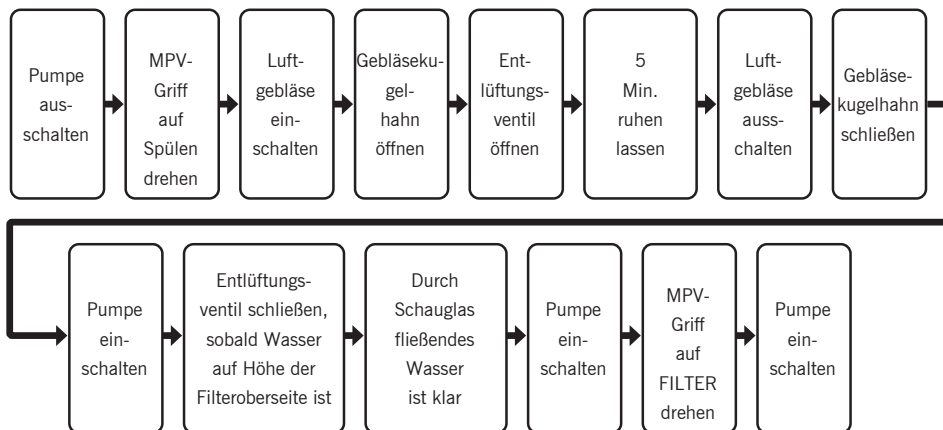 Pumpe
aus-
schalten
MPV-
Griff
auf
Spülen
drehen
Luft-
gebläse
ein-
schalten
Gebläseku-
gel-
hahn
öffnen
Ent-
lüftungs-
ventil
öffnen
5
Min.
ruhen
lassen
Luft-
gebläse
auss-
chalten
Gebläse-
kugelhahn
schließen
Pumpe
ein-
schalten
Entlüftungs-
ventil schließen,
sobald Wasser
auf Höhe der
Filteroberseite ist
Durch
Schauglas
fließendes
Wasser
ist klar
Pumpe
ein-
schalten
MPV-
Griff
auf
FILTER
drehen
Pumpe
ein-
schalten